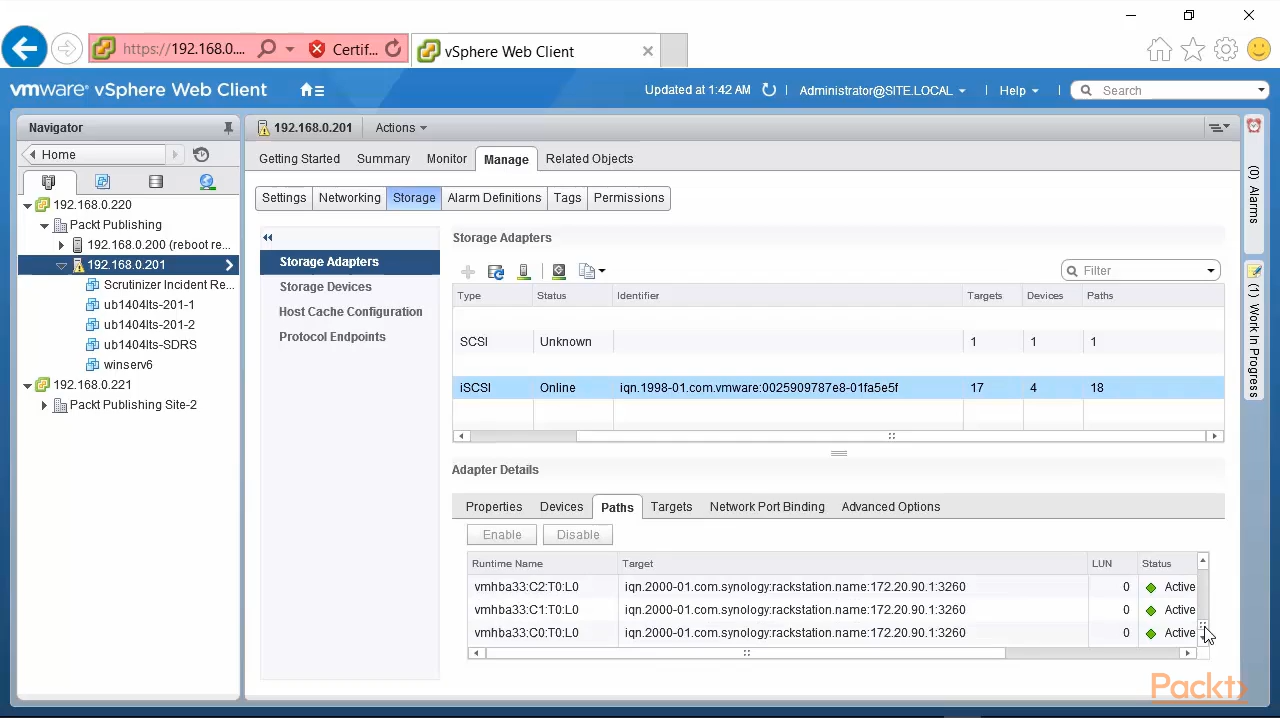 https://192.168.0.... Certif... vSphere Web Client
vmware® vSphere Web Client Updated at 1:42 AM Administrator@SITE.LOCAL Help Search
Navigator
Home
192.168.0.220
Packt Publishing
192.168.0.200 (reboot re...
192.168.0.201
Scrutinizer Incident Re...
ub1404lts-201-1
ub1404lts-201-2
ub1404lts-SDRS
winserv6
192.168.0.221
Packt Publishing Site-2
192.168.0.201 Actions
Getting Started Summary Monitor Manage Related Objects
Settings Networking Storage Alarm Definitions Tags Permissions
Storage Adapters
Storage Devices
Host Cache Configuration
Protocol Endpoints
Storage Adapters
Filter
Type Status Identifier Targets Devices Paths
SCSI Unknown 1 1 1
iSCSI Online iqn.1998-01.com.vmware:0025909787e8-01fa5e5f 17 4 18
Adapter Details
Properties Devices Paths Targets Network Port Binding Advanced Options
Enable Disable
Runtime Name Target LUN Status
vmhba33:C2:T0:L0 iqn.2000-01.com.synology:rackstation.name:172.20.90.1:3260 0 Active
vmhba33:C1:T0:L0 iqn.2000-01.com.synology:rackstation.name:172.20.90.1:3260 0 Active
vmhba33:C0:T0:L0 iqn.2000-01.com.synology:rackstation.name:172.20.90.1:3260 0 Active
(0) Alarms
(1) Work In Progress
Packt